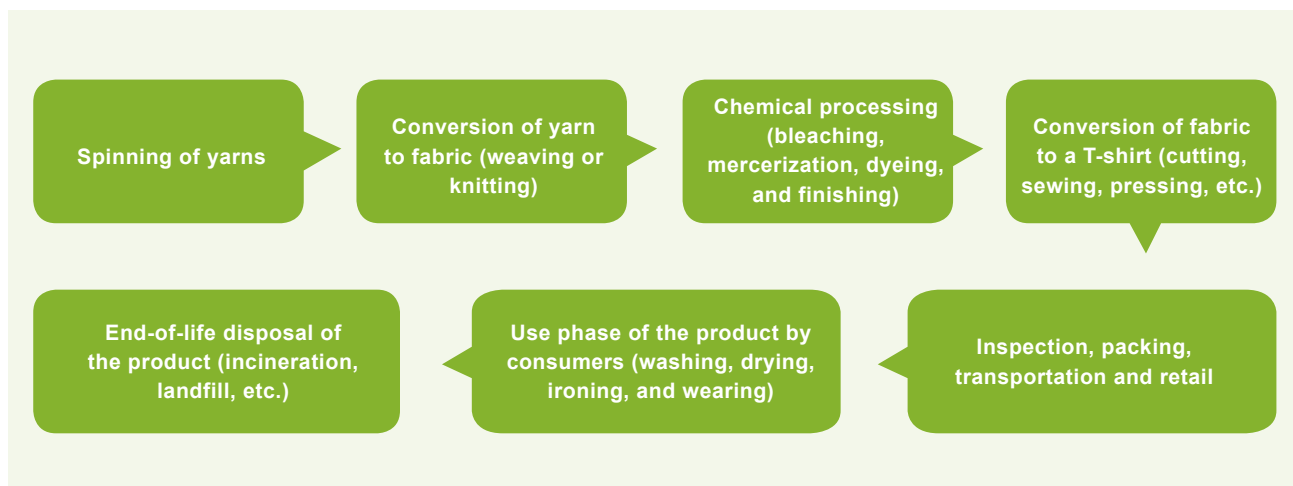 Spinning of yarns
Conversion of yarn
to fabric (weaving or
knitting)
Chemical processing
(bleaching,
mercerization, dyeing,
and finishing)
Conversion of fabric
to a T-shirt (cutting,
sewing, pressing, etc.)
Inspection, packing,
transportation and retail
Use phase of the product by
consumers (washing, drying,
ironing, and wearing)
End-of-life disposal of
the product (incineration,
landfill, etc.)